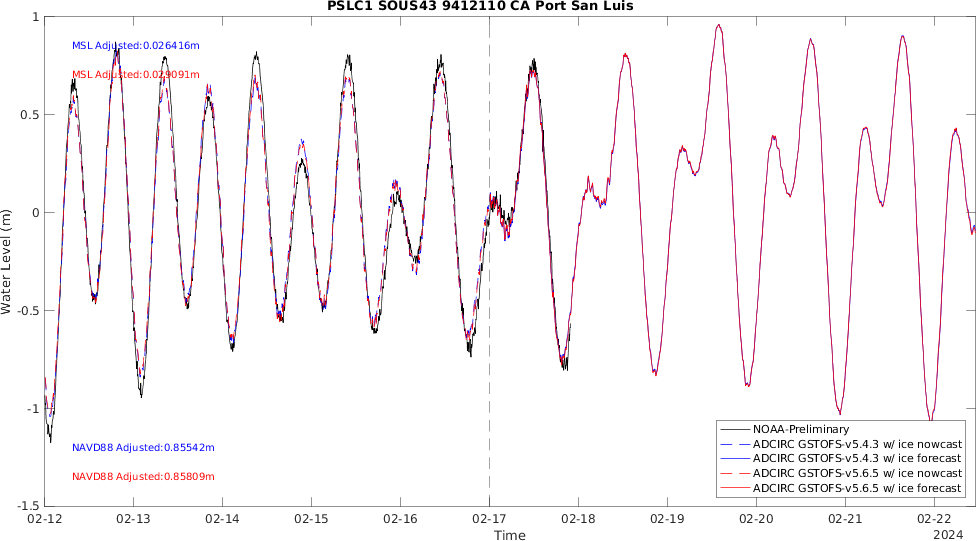 PSLC1 SOUS43 9412110 CA Port San Luis
MSL Adjusted:0.026416m
MSL Adjusted:0.029091m
NAVD88 Adjusted:0.85542m
NAVD88 Adjusted:0.85809m
Water Level (m)
1
0.5
0
-0.5
-1
-1.5
NOAA-Preliminary
ADCIRC GSTOFS-v5.4.3 w/ ice nowcast
ADCIRC GSTOFS-v5.4.3 w/ ice forecast
ADCIRC GSTOFS-v5.6.5 w/ ice nowcast
ADCIRC GSTOFS-v5.6.5 w/ ice forecast
02-12 02-13 02-14 02-15 02-16 02-17 02-18 02-19 02-20 02-21 02-22
Time
2024